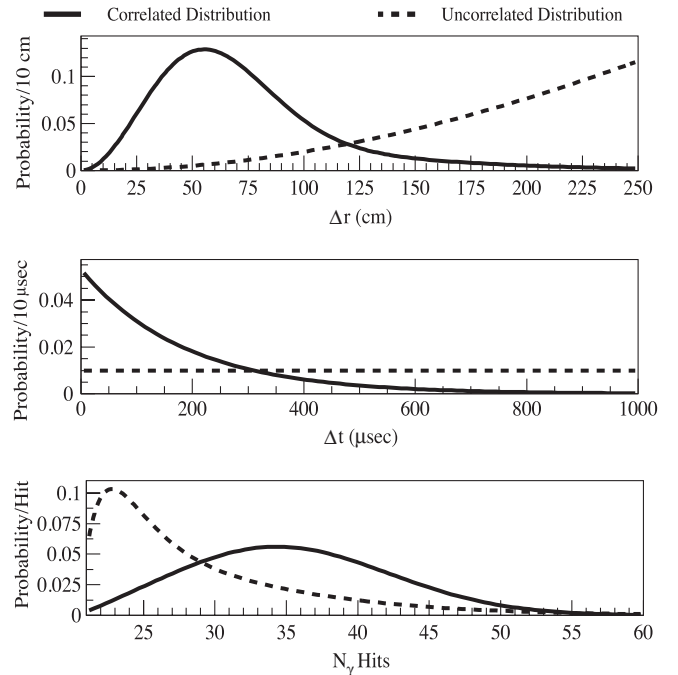 Correlated Distribution Uncorrelated Distribution
Probability/10 cm
0.1
0.05
0
0 25 50 75 100 125 150 175 200 225 250
Δr (cm)
Probability/10 μsec
0.04
0.02
0
0 200 400 600 800 1000
Δt (μsec)
Probability/Hit
0.1
0.075
0.05
0.025
0
25 30 35 40 45 50 55 60
Nγ Hits